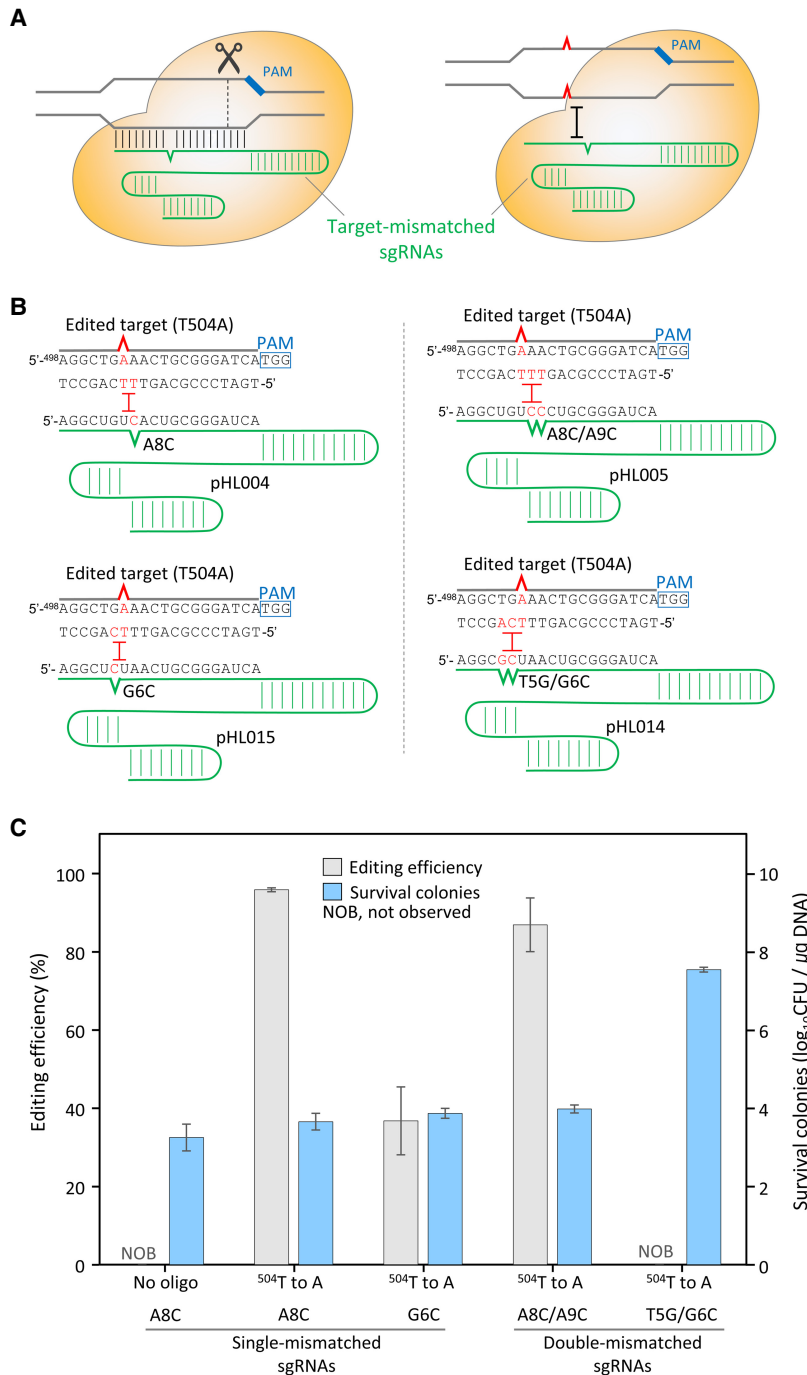 A
PAM
PAM
Target-mismatched
sgRNAs
B
Edited target (T504A)
PAM
5'-⁴⁹⁸AGGCTGAAACTGCGGGATCATGG
TCCGACTTTGACGCCCTAGT-5'
5'-AGGCUGUCACUGCGGGAUCA
A8C
pHL004
Edited target (T504A)
PAM
5'-⁴⁹⁸AGGCTGAAACTGCGGGATCATGG
TCCGACTTTGACGCCCTAGT-5'
5'-AGGCUGUCCCUGCGGGAUCA
A8C/A9C
pHL005
Edited target (T504A)
PAM
5'-⁴⁹⁸AGGCTGAAACTGCGGGATCATGG
TCCGACTTTGACGCCCTAGT-5'
5'-AGGCUCUAACUGCGGGAUCA
G6C
pHL015
Edited target (T504A)
PAM
5'-⁴⁹⁸AGGCTGAAACTGCGGGATCATGG
TCCGACTTTGACGCCCTAGT-5'
5'-AGGCGCUAACUGCGGGAUCA
T5G/G6C
pHL014
C
Editing efficiency
Survival colonies
NOB, not observed
Editing efficiency (%)
100
80
60
40
20
0
Survival colonies (log₁₀CFU / µg DNA)
10
8
6
4
2
0
NOB
NOB
No oligo ⁵⁰⁴T to A ⁵⁰⁴T to A ⁵⁰⁴T to A ⁵⁰⁴T to A
A8C A8C G6C A8C/A9C T5G/G6C
Single-mismatched
sgRNAs
Double-mismatched
sgRNAs